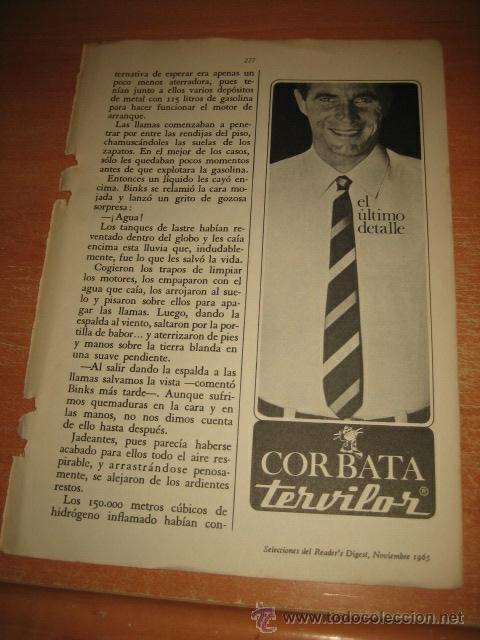 227
ternativa de esperar era apenas un
poco menos aterradora, pues te-
nían junto a ellos varios depósitos
de metal con 115 litros de gasolina
para hacer funcionar el motor de
arranque.
Las llamas comenzaban a pene-
trar por entre las rendijas del piso,
chamuscándoles las suelas de los
zapatos. En el mejor de los casos,
sólo les quedaban pocos momentos
antes de que explotara la gasolina.
Entonces un líquido les cayó en-
cima. Binks se relamió la cara mo-
jada y lanzó un grito de gozosa
sorpresa:
—¡Agua!
Los tanques de lastre habían re-
ventado dentro del globo y les caía
encima esta lluvia que, indudable-
mente, fue lo que les salvó la vida.
Cogieron los trapos de limpiar
los motores, los empaparon con el
agua que caía, los arrojaron al sue-
lo y pisaron sobre ellos para apa-
gar las llamas. Luego, dando la
espalda al viento, saltaron por la por-
tilla de babor... y aterrizaron de pies
y manos sobre la tierra blanda en
una suave pendiente.
—Al salir dando la espalda a las
llamas salvamos la vista —comentó
Binks más tarde—. Aunque sufri-
mos quemaduras en la cara y en
las manos, no nos dimos cuenta
de ello hasta después.
Jadeantes, pues parecía haberse
acabado para ellos todo el aire res-
pirable, y arrastrándose penosa-
mente, se alejaron de los ardientes
restos.
Los 150.000 metros cúbicos de
hidrógeno inflamado habían con-
el
último
detalle
CORBATA
tervilor®
Selecciones del Reader's Digest, Noviembre 1965
www.todocoleccion.net